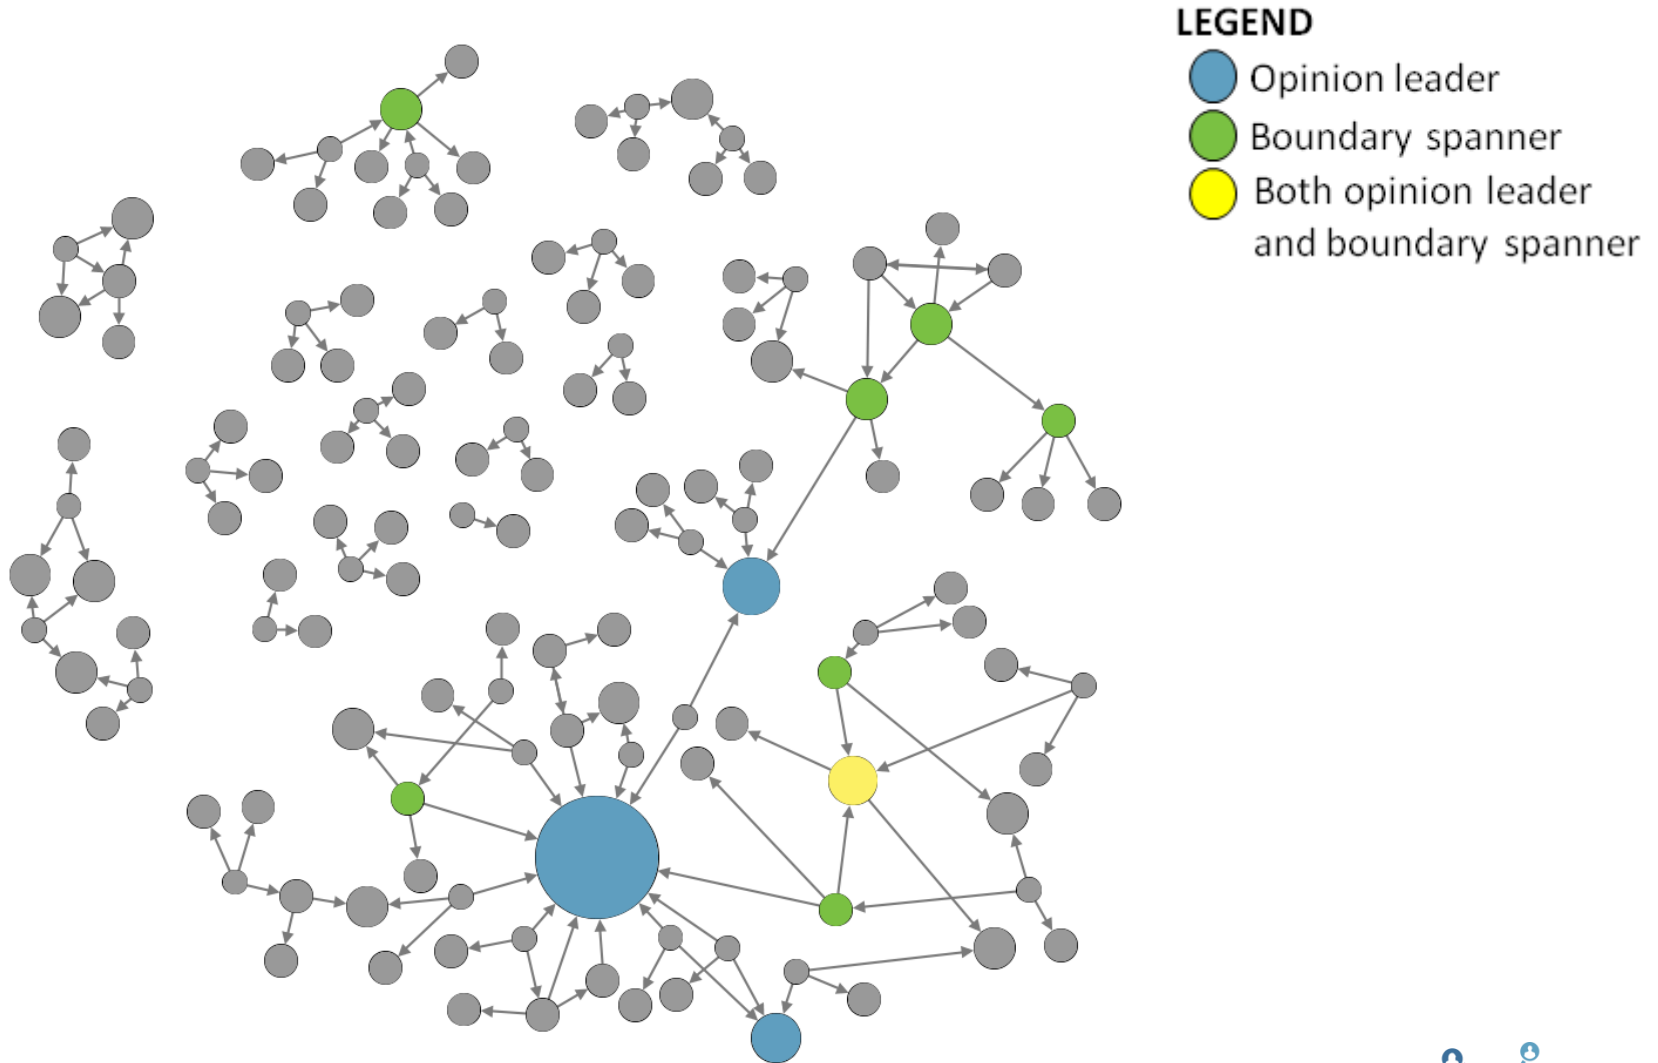 LEGEND
Opinion leader
Boundary spanner
Both opinion leader
and boundary spanner